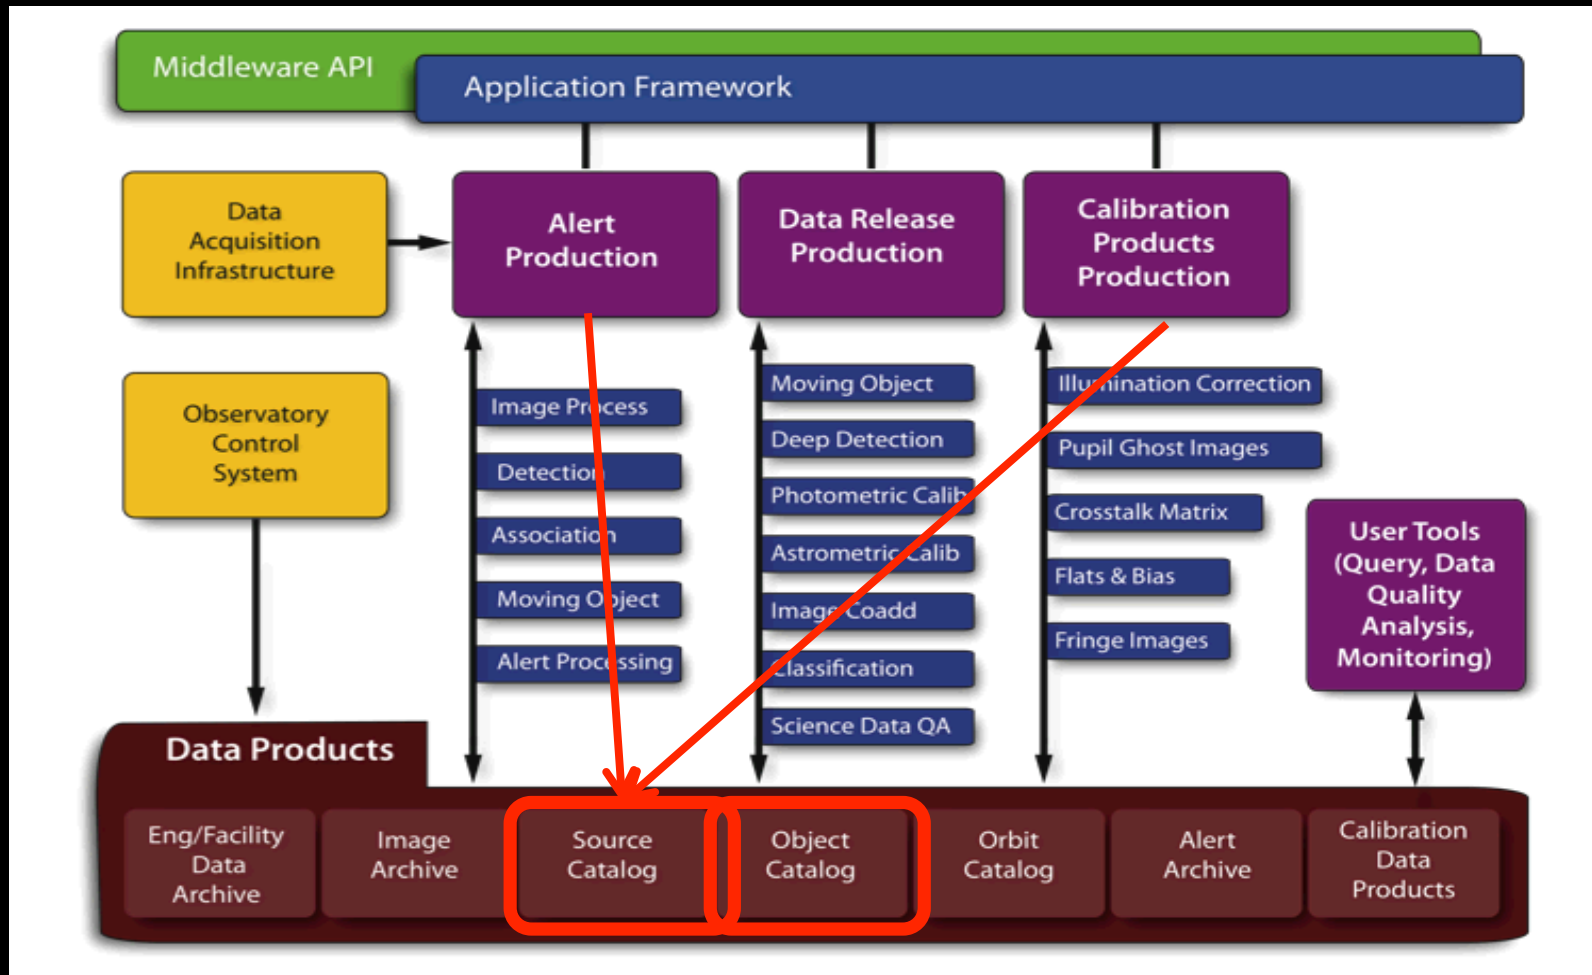 Middleware API
Application Framework
Data
Acquisition
Infrastructure
Alert
Production
Data Release
Production
Calibration
Products
Production
Observatory
Control
System
Image Process
Detection
Association
Moving Object
Alert Processing
Moving Object
Deep Detection
Photometric Calib
Astrometric Calib
Image Coadd
Classification
Science Data QA
Illumination Correction
Pupil Ghost Images
Crosstalk Matrix
Flats & Bias
Fringe Images
User Tools
(Query, Data
Quality
Analysis,
Monitoring)
Data Products
Eng/Facility
Data
Archive
Image
Archive
Source
Catalog
Object
Catalog
Orbit
Catalog
Alert
Archive
Calibration
Data
Products